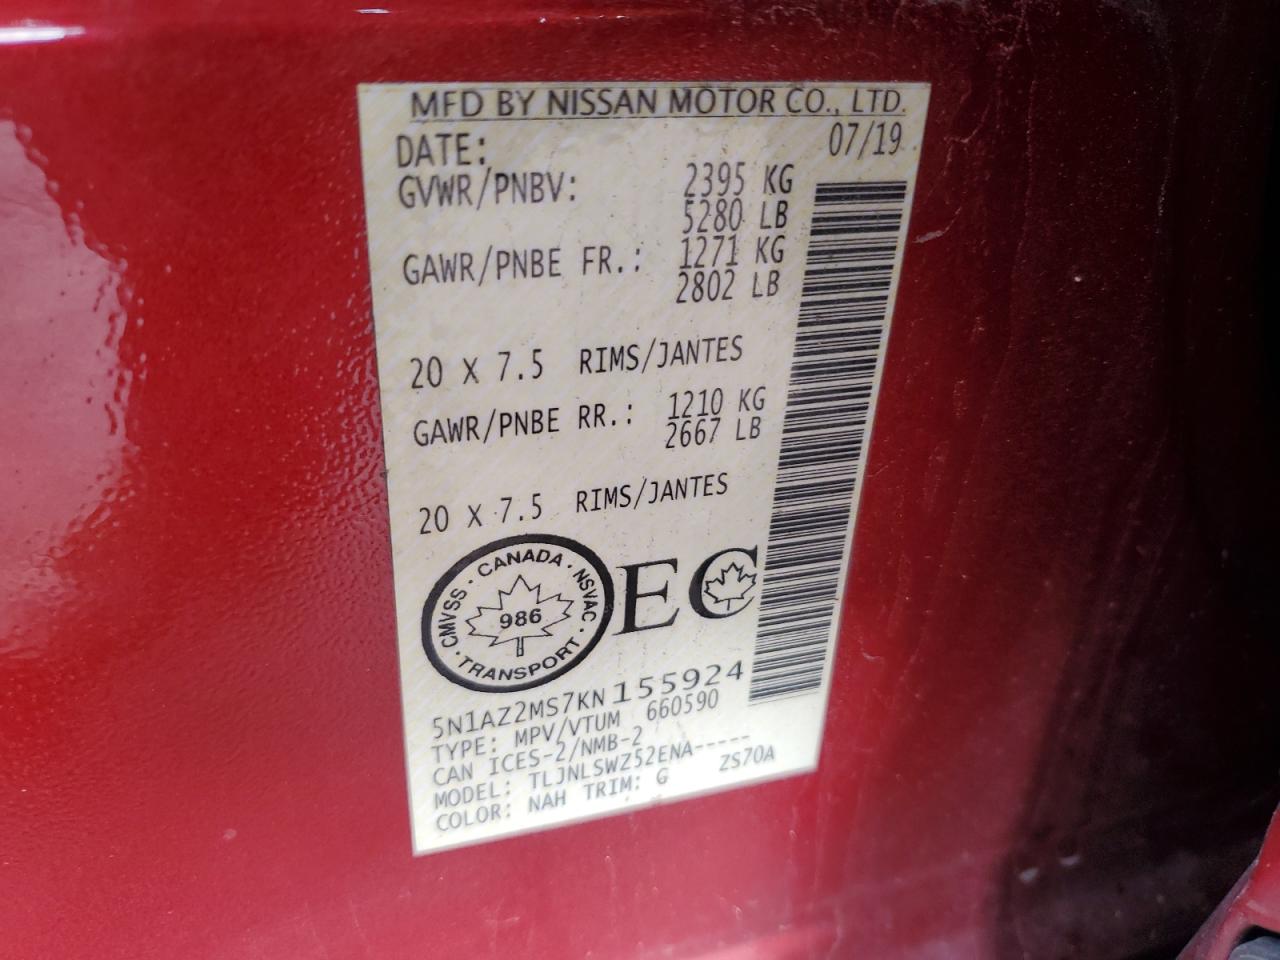 MFD BY NISSAN MOTOR CO., LTD.
DATE: 07/19
GVWR/PNBV: 2395 KG
5280 LB
GAWR/PNBE FR.: 1271 KG
2802 LB
20 X 7.5 RIMS/JANTES
GAWR/PNBE RR.: 1210 KG
2667 LB
20 X 7.5 RIMS/JANTES
CMVSS · CANADA · NSVAC · TRANSPORT ·
986
EC
5N1AZ2MS7KN155924
TYPE: MPV/VTUM 660590
CAN ICES-2/NMB-2
MODEL: TLJNLSWZ52ENA-----
COLOR: NAH TRIM: G ZS70A